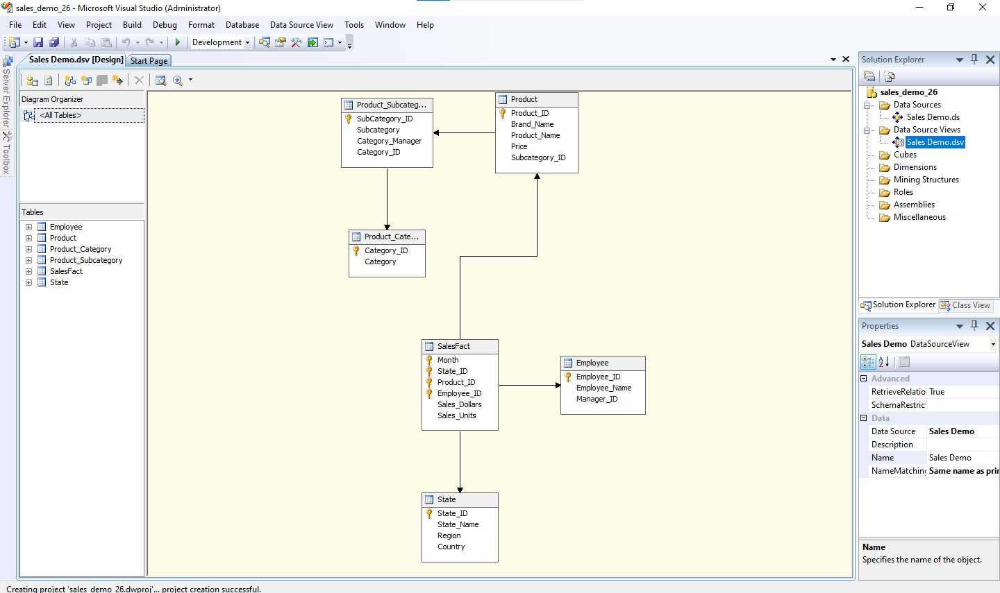 sales_demo_26 - Microsoft Visual Studio (Administrator)
File Edit View Project Build Debug Format Database Data Source View Tools Window Help
Development
Server Explorer
Toolbox
Sales Demo.dsv [Design] Start Page
Diagram Organizer
<All Tables>
Tables
Employee
Product
Product_Category
Product_Subcategory
SalesFact
State
Product_Subcateg...
SubCategory_ID
Subcategory
Category_Manager
Category_ID
Product
Product_ID
Brand_Name
Product_Name
Price
Subcategory_ID
Product_Cate...
Category_ID
Category
SalesFact
Month
State_ID
Product_ID
Employee_ID
Sales_Dollars
Sales_Units
Employee
Employee_ID
Employee_Name
Manager_ID
State
State_ID
State_Name
Region
Country
Solution Explorer
sales_demo_26
Data Sources
Sales Demo.ds
Data Source Views
Sales Demo.dsv
Cubes
Dimensions
Mining Structures
Roles
Assemblies
Miscellaneous
Solution Explorer Class View
Properties
Sales Demo DataSourceView
Advanced
RetrieveRelatio True
SchemaRestric
Data
Data Source Sales Demo
Description
Name Sales Demo
NameMatching Same name as prin
Name
Specifies the name of the object.
Creating project 'sales_demo_26.dwproj'... project creation successful.